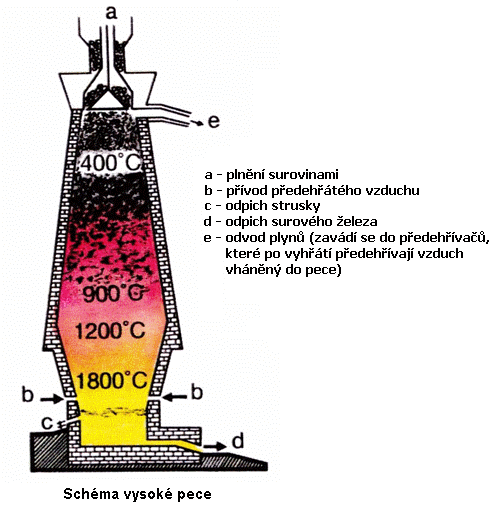 a
e
400°C
a - plnění surovinami
b - přívod předehřátého vzduchu
c - odpich strusky
d - odpich surového železa
e - odvod plynů (zavádí se do předehřívačů,
které po vyhřátí předehřívají vzduch
vháněný do pece)
900°C
1200°C
1800°C
b
b
c
d
Schéma vysoké pece